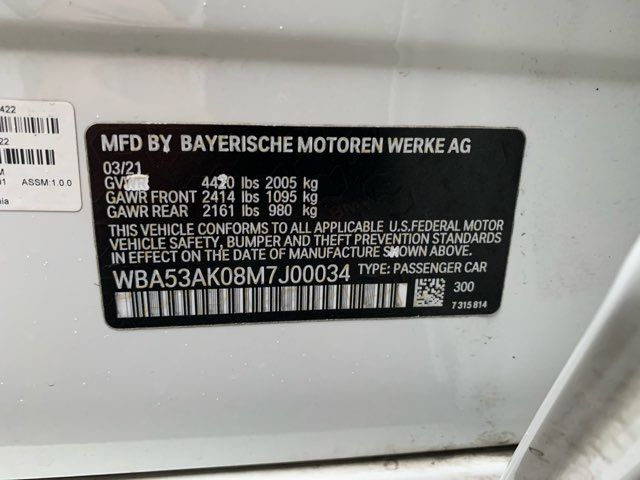 422
22
M
01 ASSM:1.0.0
nia
MFD BY BAYERISCHE MOTOREN WERKE AG
03/21
GVWR 4420 lbs 2005 kg
GAWR FRONT 2414 lbs 1095 kg
GAWR REAR 2161 lbs 980 kg
THIS VEHICLE CONFORMS TO ALL APPLICABLE U.S.FEDERAL MOTOR
VEHICLE SAFETY, BUMPER AND THEFT PREVENTION STANDARDS
IN EFFECT ON THE DATE OF MANUFACTURE SHOWN ABOVE.
WBA53AK08M7J00034 TYPE: PASSENGER CAR
300
7 315 814